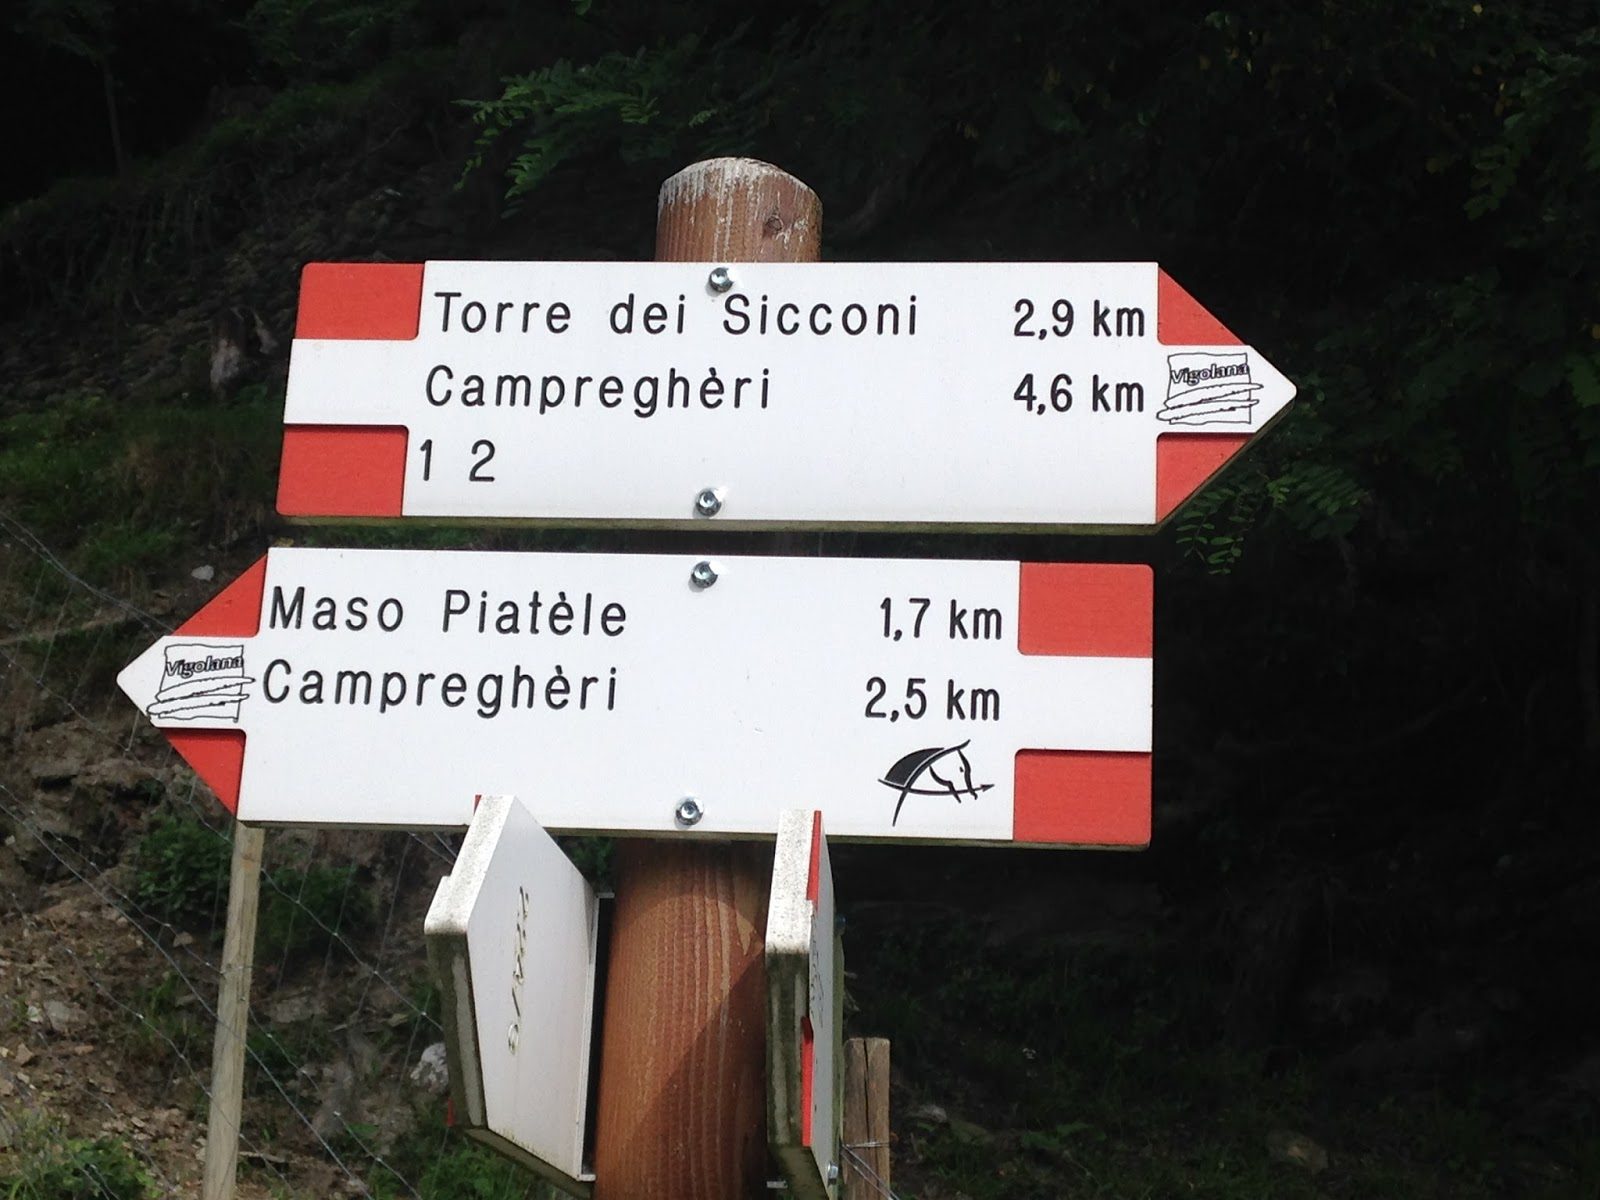 Torre dei Sicconi 2,9 km
Campreghèri 4,6 km
Vigolana
1 2
Maso Piatèle 1,7 km
Vigolana
Campreghèri 2,5 km